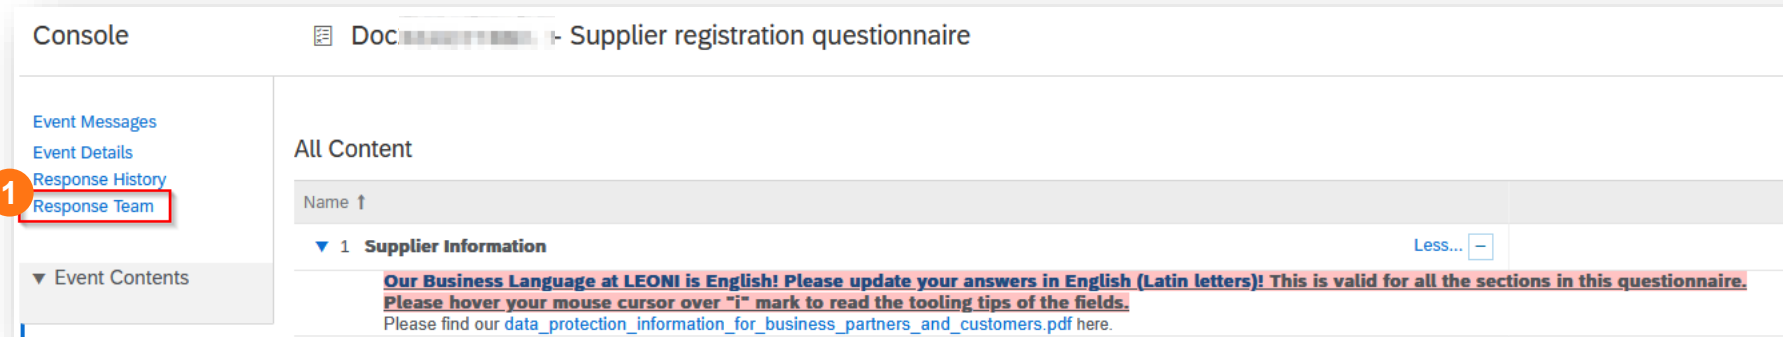 Console
Doc - Supplier registration questionnaire
Event Messages
Event Details
Response History
1
Response Team
Event Contents
All Content
Name ↑
1 Supplier Information
Less... −
Our Business Language at LEONI is English! Please update your answers in English (Latin letters)! This is valid for all the sections in this questionnaire.
Please hover your mouse cursor over "i" mark to read the tooling tips of the fields.
Please find our data_protection_information_for_business_partners_and_customers.pdf here.